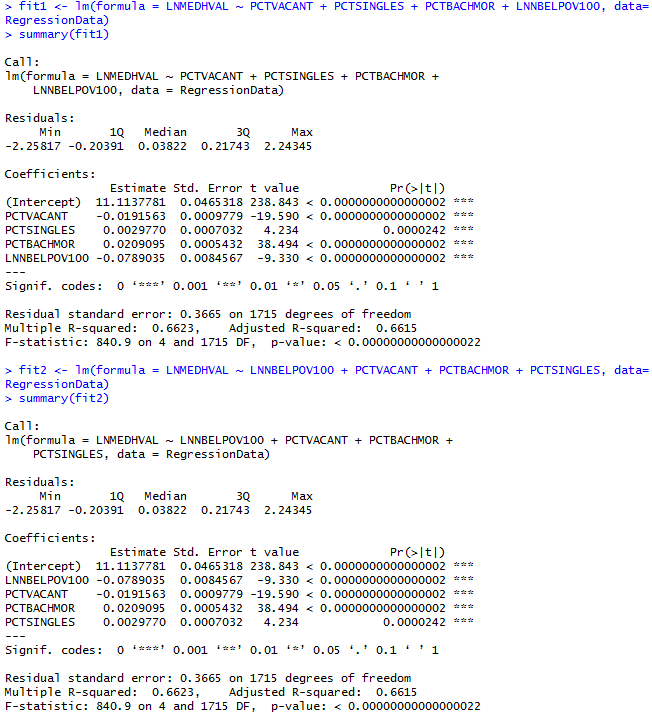 > fit1 <- lm(formula = LNMEDHVAL ~ PCTVACANT + PCTSINGLES + PCTBACHMOR + LNNBELPOV100, data=
RegressionData)
> summary(fit1)
Call:
lm(formula = LNMEDHVAL ~ PCTVACANT + PCTSINGLES + PCTBACHMOR +
    LNNBELPOV100, data = RegressionData)
Residuals:
     Min       1Q   Median       3Q      Max
-2.25817 -0.20391  0.03822  0.21743  2.24345
Coefficients:
               Estimate Std. Error t value             Pr(>|t|)
(Intercept)  11.1137781  0.0465318 238.843 < 0.0000000000000002 ***
PCTVACANT    -0.0191563  0.0009779 -19.590 < 0.0000000000000002 ***
PCTSINGLES    0.0029770  0.0007032   4.234            0.0000242 ***
PCTBACHMOR    0.0209095  0.0005432  38.494 < 0.0000000000000002 ***
LNNBELPOV100 -0.0789035  0.0084567  -9.330 < 0.0000000000000002 ***
---
Signif. codes:  0 ‘***’ 0.001 ‘**’ 0.01 ‘*’ 0.05 ‘.’ 0.1 ‘ ’ 1
Residual standard error: 0.3665 on 1715 degrees of freedom
Multiple R-squared:  0.6623,    Adjusted R-squared:  0.6615
F-statistic: 840.9 on 4 and 1715 DF,  p-value: < 0.00000000000000022
> fit2 <- lm(formula = LNMEDHVAL ~ LNNBELPOV100 + PCTVACANT + PCTBACHMOR + PCTSINGLES, data=
RegressionData)
> summary(fit2)
Call:
lm(formula = LNMEDHVAL ~ LNNBELPOV100 + PCTVACANT + PCTBACHMOR +
    PCTSINGLES, data = RegressionData)
Residuals:
     Min       1Q   Median       3Q      Max
-2.25817 -0.20391  0.03822  0.21743  2.24345
Coefficients:
               Estimate Std. Error t value             Pr(>|t|)
(Intercept)  11.1137781  0.0465318 238.843 < 0.0000000000000002 ***
LNNBELPOV100 -0.0789035  0.0084567  -9.330 < 0.0000000000000002 ***
PCTVACANT    -0.0191563  0.0009779 -19.590 < 0.0000000000000002 ***
PCTBACHMOR    0.0209095  0.0005432  38.494 < 0.0000000000000002 ***
PCTSINGLES    0.0029770  0.0007032   4.234            0.0000242 ***
---
Signif. codes:  0 ‘***’ 0.001 ‘**’ 0.01 ‘*’ 0.05 ‘.’ 0.1 ‘ ’ 1
Residual standard error: 0.3665 on 1715 degrees of freedom
Multiple R-squared:  0.6623,    Adjusted R-squared:  0.6615
F-statistic: 840.9 on 4 and 1715 DF,  p-value: < 0.00000000000000022